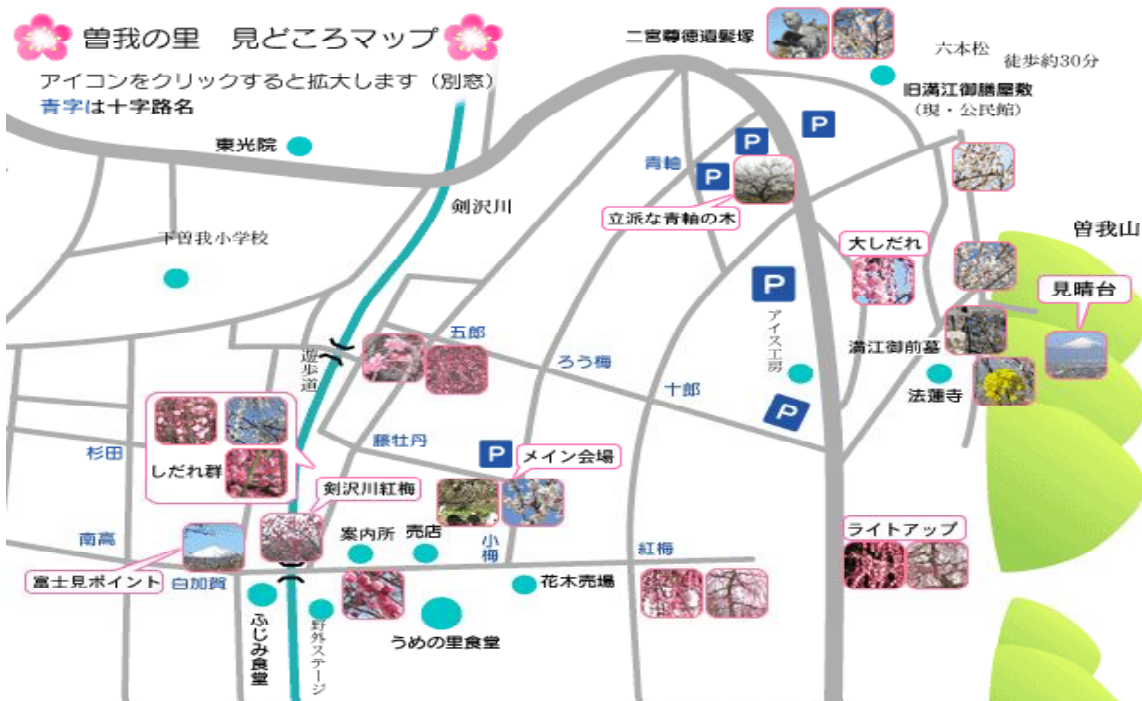 曽我の里　見どころマップ
アイコンをクリックすると拡大します（別窓）
青字は十字路名
二宮尊徳遺髪塚
六本松
徒歩約30分
旧満江御膳屋敷
（現・公民館）
東光院
P
P
P
青軸
剣沢川
立派な青軸の木
下曽我小学校
大しだれ
曽我山
P
見晴台
アイス工房
五郎
遊歩道
ろう梅
満江御前墓
十郎
法蓮寺
P
杉田
しだれ群
藤牡丹
P
メイン会場
剣沢川紅梅
南高
案内所
売店
小梅
紅梅
ライトアップ
富士見ポイント
白加賀
花木売場
ふじみ食堂
野外ステージ
うめの里食堂